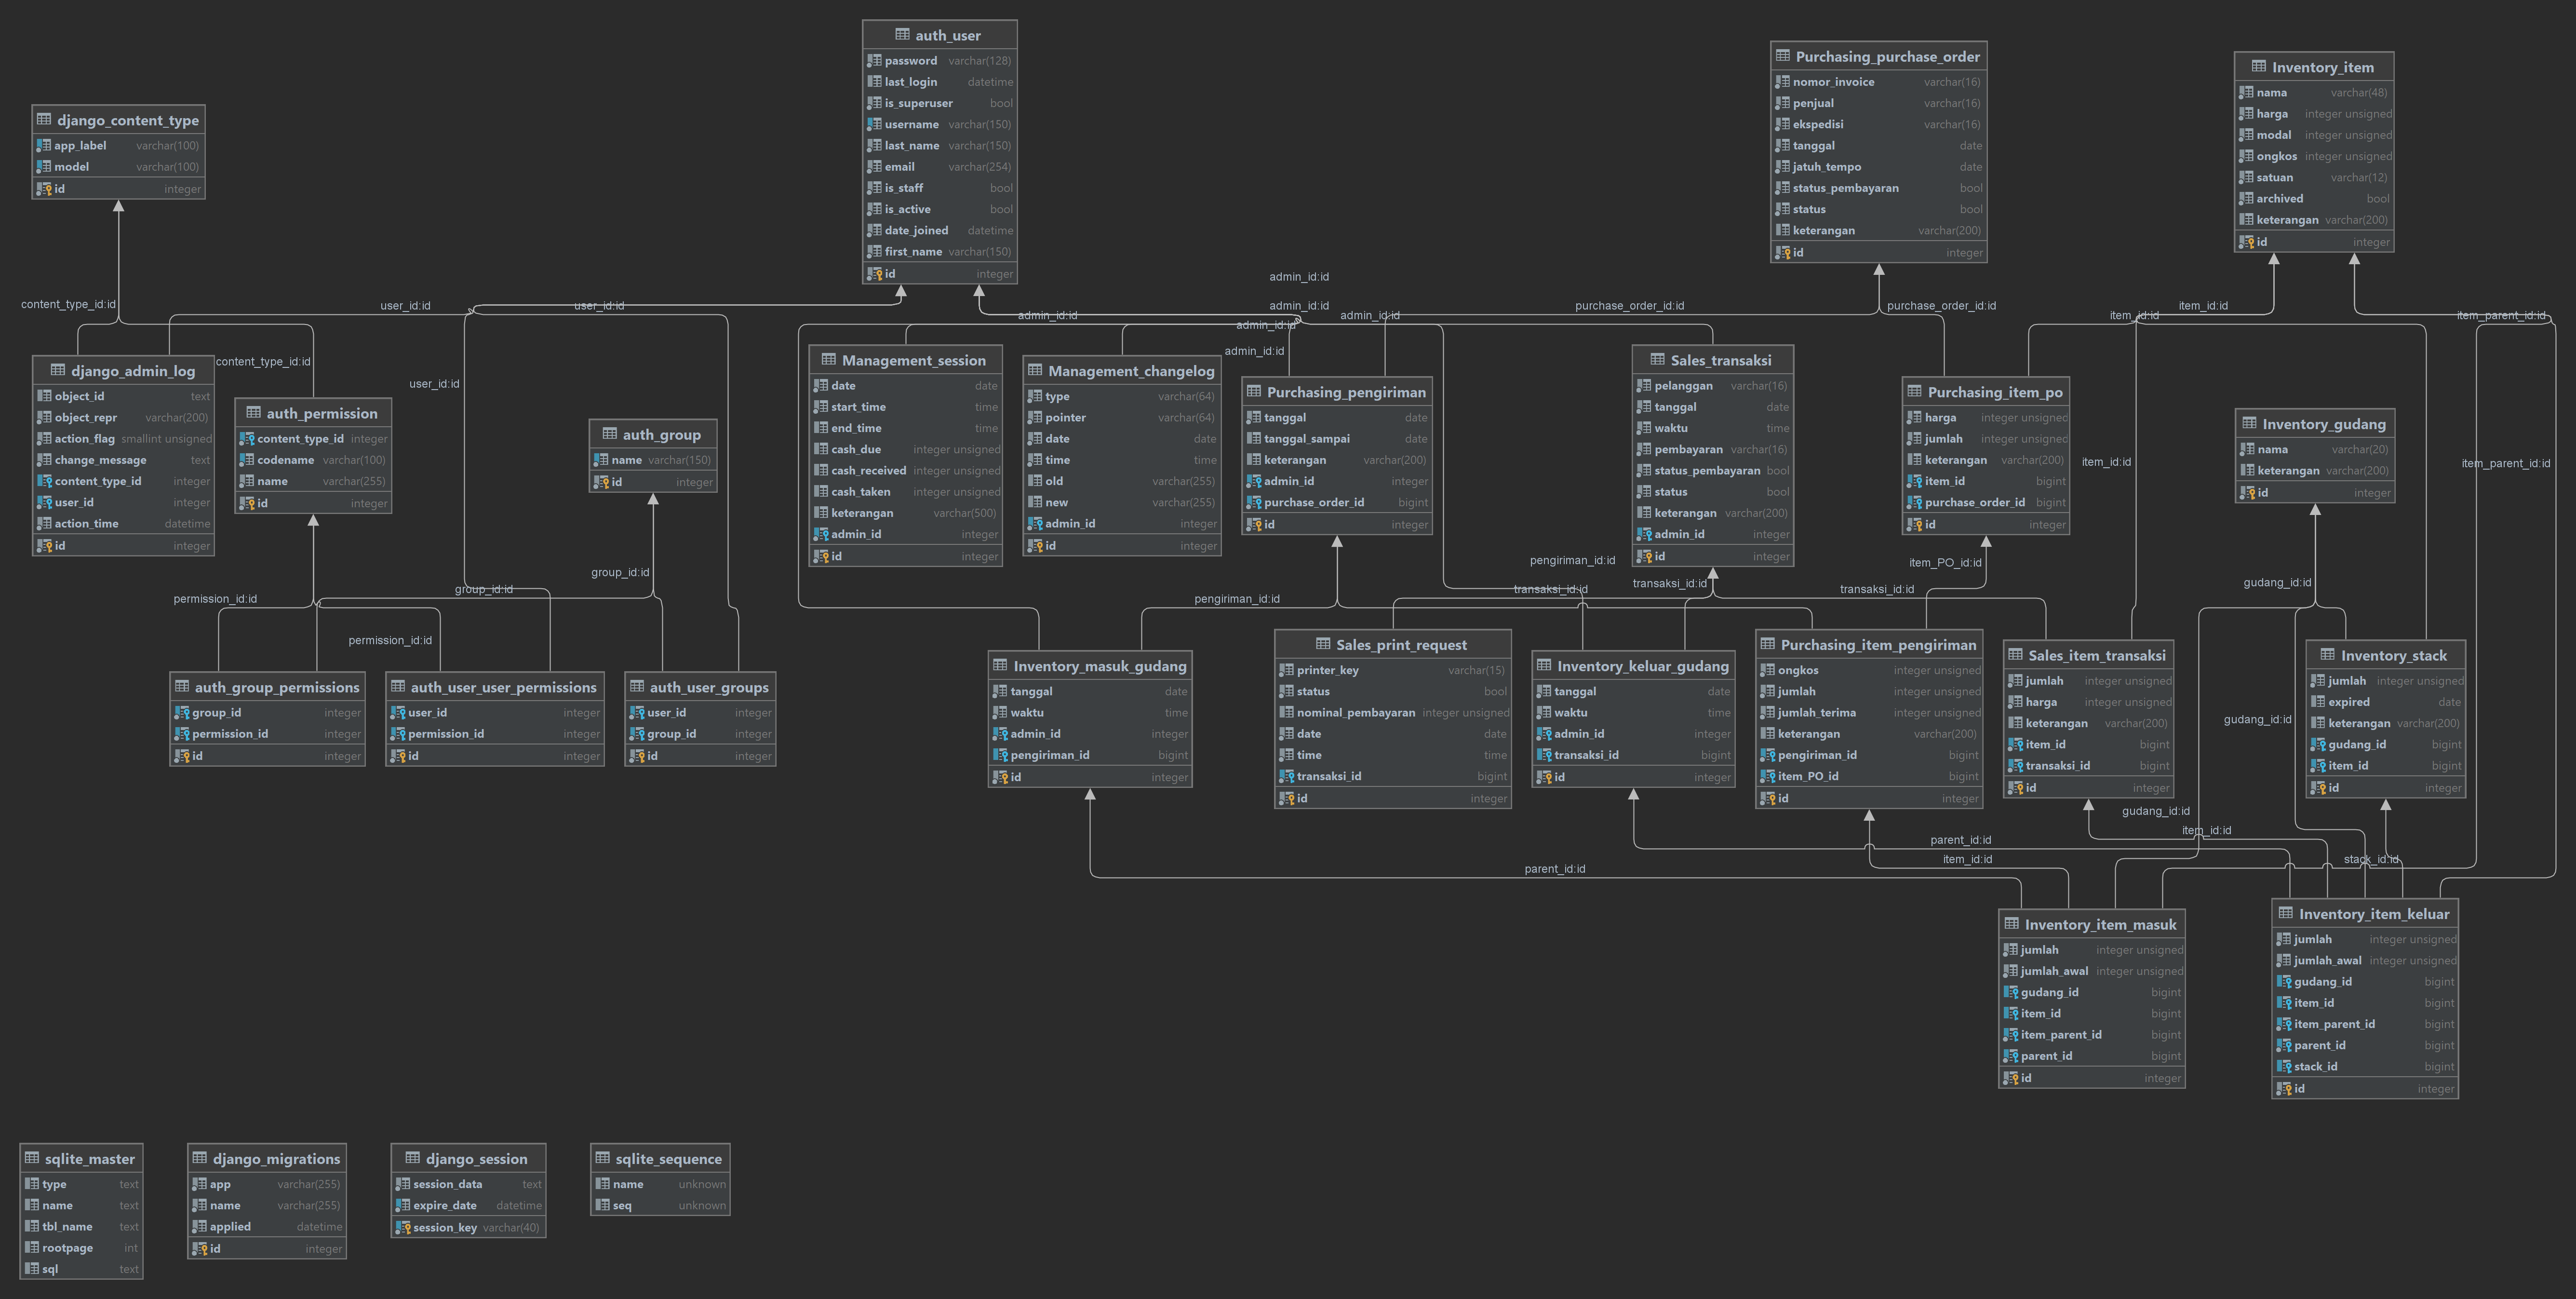 auth_user
password varchar(128)
last_login datetime
is_superuser bool
username varchar(150)
last_name varchar(150)
email varchar(254)
is_staff bool
is_active bool
date_joined datetime
first_name varchar(150)
id integer
Purchasing_purchase_order
nomor_invoice varchar(16)
penjual varchar(16)
ekspedisi varchar(16)
tanggal date
jatuh_tempo date
status_pembayaran bool
status bool
keterangan varchar(200)
id integer
Inventory_item
nama varchar(48)
harga integer unsigned
modal integer unsigned
ongkos integer unsigned
satuan varchar(12)
archived bool
keterangan varchar(200)
id integer
django_content_type
app_label varchar(100)
model varchar(100)
id integer
admin_id:id
content_type_id:id
user_id:id
user_id:id
admin_id:id
purchase_order_id:id
purchase_order_id:id
item_id:id
admin_id:id
admin_id:id
admin_id:id
item_id:id
item_parent_id:id
admin_id:id
content_type_id:id
user_id:id
django_admin_log
object_id text
object_repr varchar(200)
action_flag smallint unsigned
change_message text
content_type_id integer
user_id integer
action_time datetime
id integer
auth_permission
content_type_id integer
codename varchar(100)
name varchar(255)
id integer
auth_group
name varchar(150)
id integer
Management_session
date date
start_time time
end_time time
cash_due integer unsigned
cash_received integer unsigned
cash_taken integer unsigned
keterangan varchar(500)
admin_id integer
id integer
Management_changelog
type varchar(64)
pointer varchar(64)
date date
time time
old varchar(255)
new varchar(255)
admin_id integer
id integer
Purchasing_pengiriman
tanggal date
tanggal_sampai date
keterangan varchar(200)
admin_id integer
purchase_order_id bigint
id integer
Sales_transaksi
pelanggan varchar(16)
tanggal date
waktu time
pembayaran varchar(16)
status_pembayaran bool
status bool
keterangan varchar(200)
admin_id integer
id integer
Purchasing_item_po
harga integer unsigned
jumlah integer unsigned
keterangan varchar(200)
item_id bigint
purchase_order_id bigint
id integer
item_id:id
Inventory_gudang
nama varchar(20)
keterangan varchar(200)
id integer
item_parent_id:id
pengiriman_id:id
item_PO_id:id
group_id:id
transaksi_id:id
gudang_id:id
group_id:id
transaksi_id:id
transaksi_id:id
permission_id:id
pengiriman_id:id
permission_id:id
auth_group_permissions
group_id integer
permission_id integer
id integer
auth_user_user_permissions
user_id integer
permission_id integer
id integer
auth_user_groups
user_id integer
group_id integer
id integer
Inventory_masuk_gudang
tanggal date
waktu time
admin_id integer
pengiriman_id bigint
id integer
Sales_print_request
printer_key varchar(15)
status bool
nominal_pembayaran integer unsigned
date date
time time
transaksi_id bigint
id integer
Inventory_keluar_gudang
tanggal date
waktu time
admin_id integer
transaksi_id bigint
id integer
Purchasing_item_pengiriman
ongkos integer unsigned
jumlah integer unsigned
jumlah_terima integer unsigned
keterangan varchar(200)
pengiriman_id bigint
item_PO_id bigint
id integer
Sales_item_transaksi
jumlah integer unsigned
harga integer unsigned
keterangan varchar(200)
item_id bigint
transaksi_id bigint
id integer
gudang_id:id
Inventory_stack
jumlah integer unsigned
expired date
keterangan varchar(200)
gudang_id bigint
item_id bigint
id integer
gudang_id:id
item_id:id
parent_id:id
item_id:id
stack_id:id
parent_id:id
Inventory_item_masuk
jumlah integer unsigned
jumlah_awal integer unsigned
gudang_id bigint
item_id bigint
item_parent_id bigint
parent_id bigint
id integer
Inventory_item_keluar
jumlah integer unsigned
jumlah_awal integer unsigned
gudang_id bigint
item_id bigint
item_parent_id bigint
parent_id bigint
stack_id bigint
id integer
sqlite_master
type text
name text
tbl_name text
rootpage int
sql text
django_migrations
app varchar(255)
name varchar(255)
applied datetime
id integer
django_session
session_data text
expire_date datetime
session_key varchar(40)
sqlite_sequence
name unknown
seq unknown